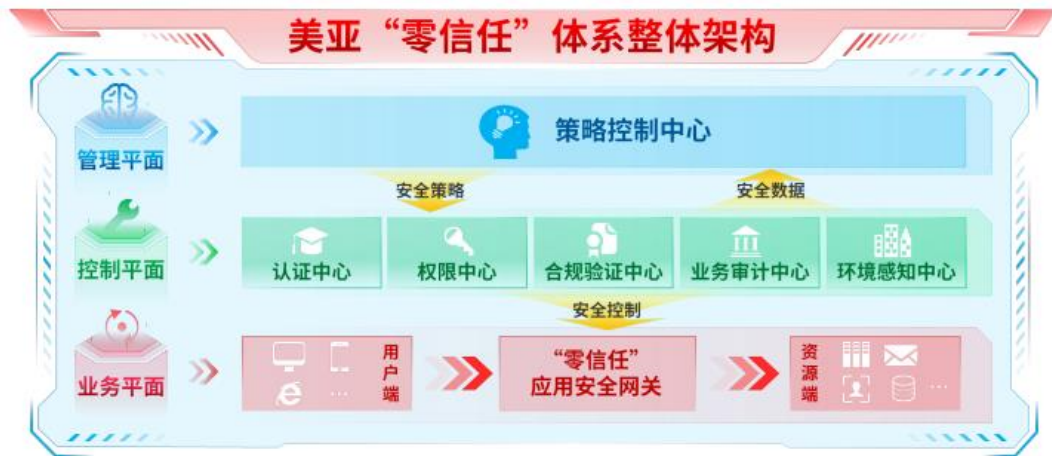 美亚“零信任”体系整体架构
管理平面
策略控制中心
安全策略
安全数据
控制平面
认证中心
权限中心
合规验证中心
业务审计中心
环境感知中心
安全控制
业务平面
用户端
...
“零信任”
应用安全网关
资源端
...